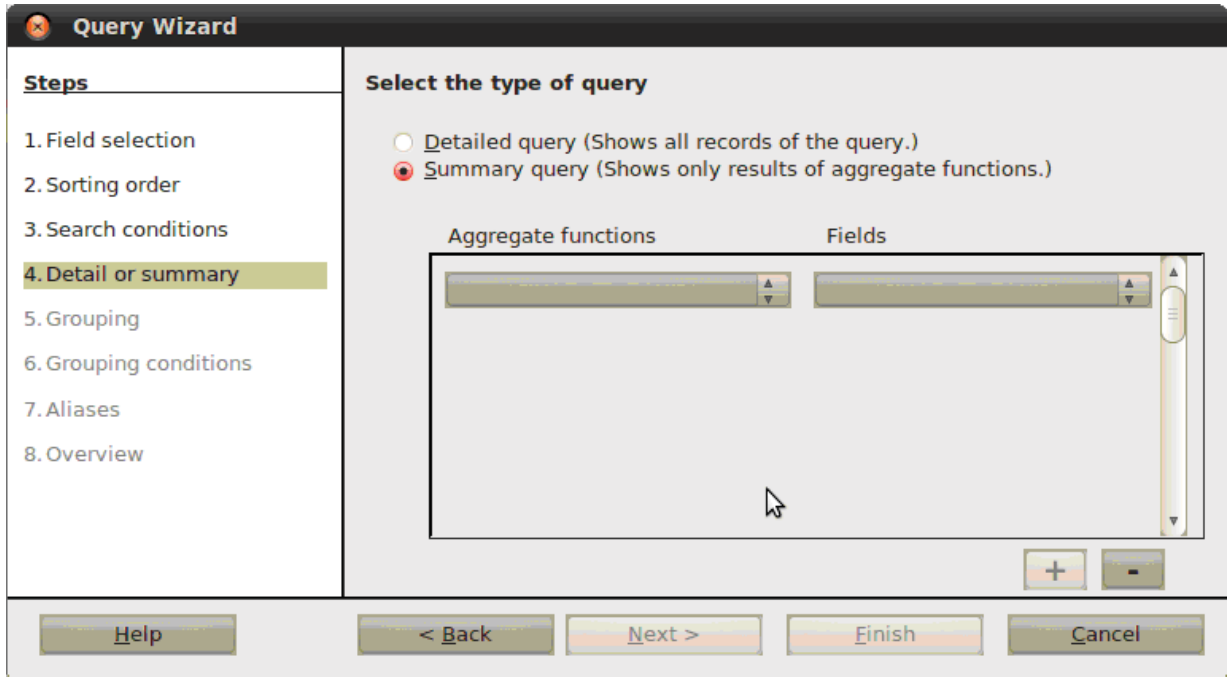 Query Wizard
Steps
1. Field selection
2. Sorting order
3. Search conditions
4. Detail or summary
5. Grouping
6. Grouping conditions
7. Aliases
8. Overview
Select the type of query
Detailed query (Shows all records of the query.)
Summary query (Shows only results of aggregate functions.)
Aggregate functions Fields
+ -
Help < Back Next > Finish Cancel